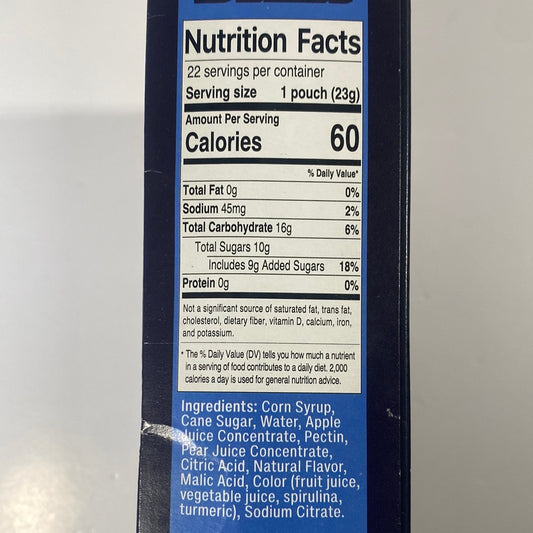 Nutrition Facts
22 servings per container
Serving size 1 pouch (23g)
Amount Per Serving
Calories 60
% Daily Value*
Total Fat 0g 0%
Sodium 45mg 2%
Total Carbohydrate 16g 6%
Total Sugars 10g
Includes 9g Added Sugars 18%
Protein 0g 0%
Not a significant source of saturated fat, trans fat,
cholesterol, dietary fiber, vitamin D, calcium, iron,
and potassium.
* The % Daily Value (DV) tells you how much a nutrient
in a serving of food contributes to a daily diet. 2,000
calories a day is used for general nutrition advice.
Ingredients: Corn Syrup,
Cane Sugar, Water, Apple
Juice Concentrate, Pectin,
Pear Juice Concentrate,
Citric Acid, Natural Flavor,
Malic Acid, Color (fruit juice,
vegetable juice, spirulina,
turmeric), Sodium Citrate.